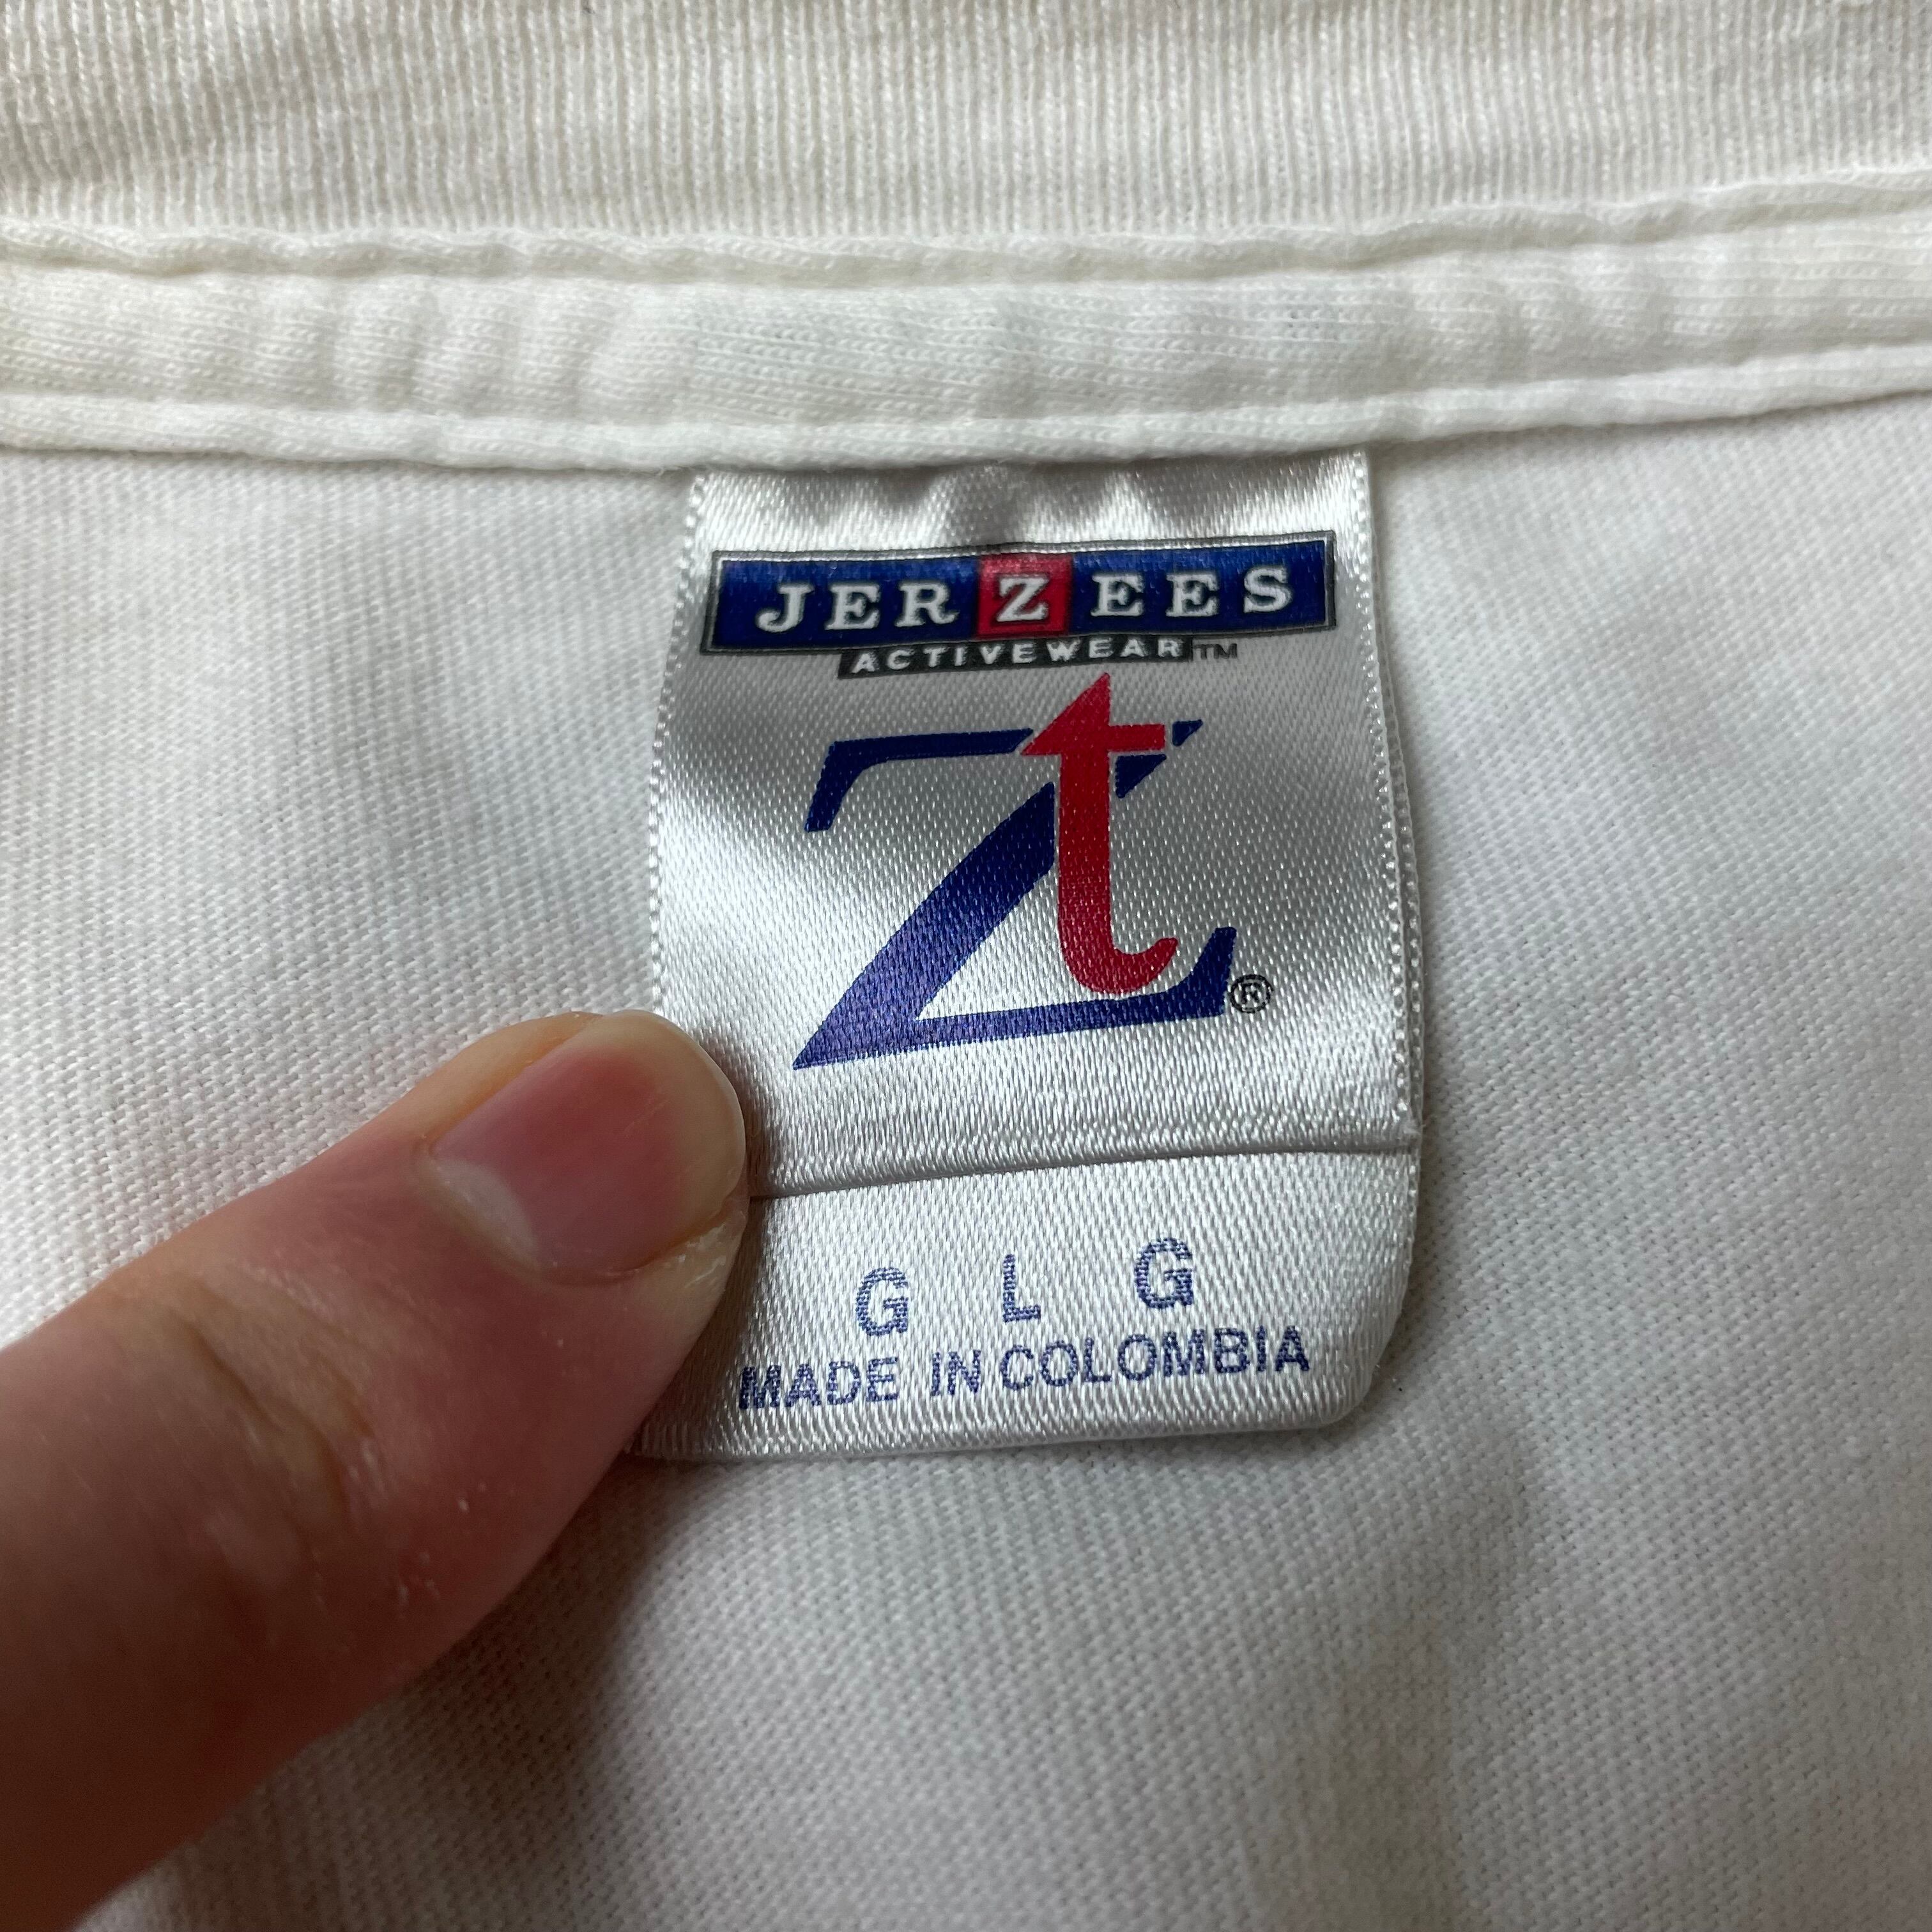 JERZEES
ACTIVEWEAR™
Zt®
G L G
MADE IN COLOMBIA